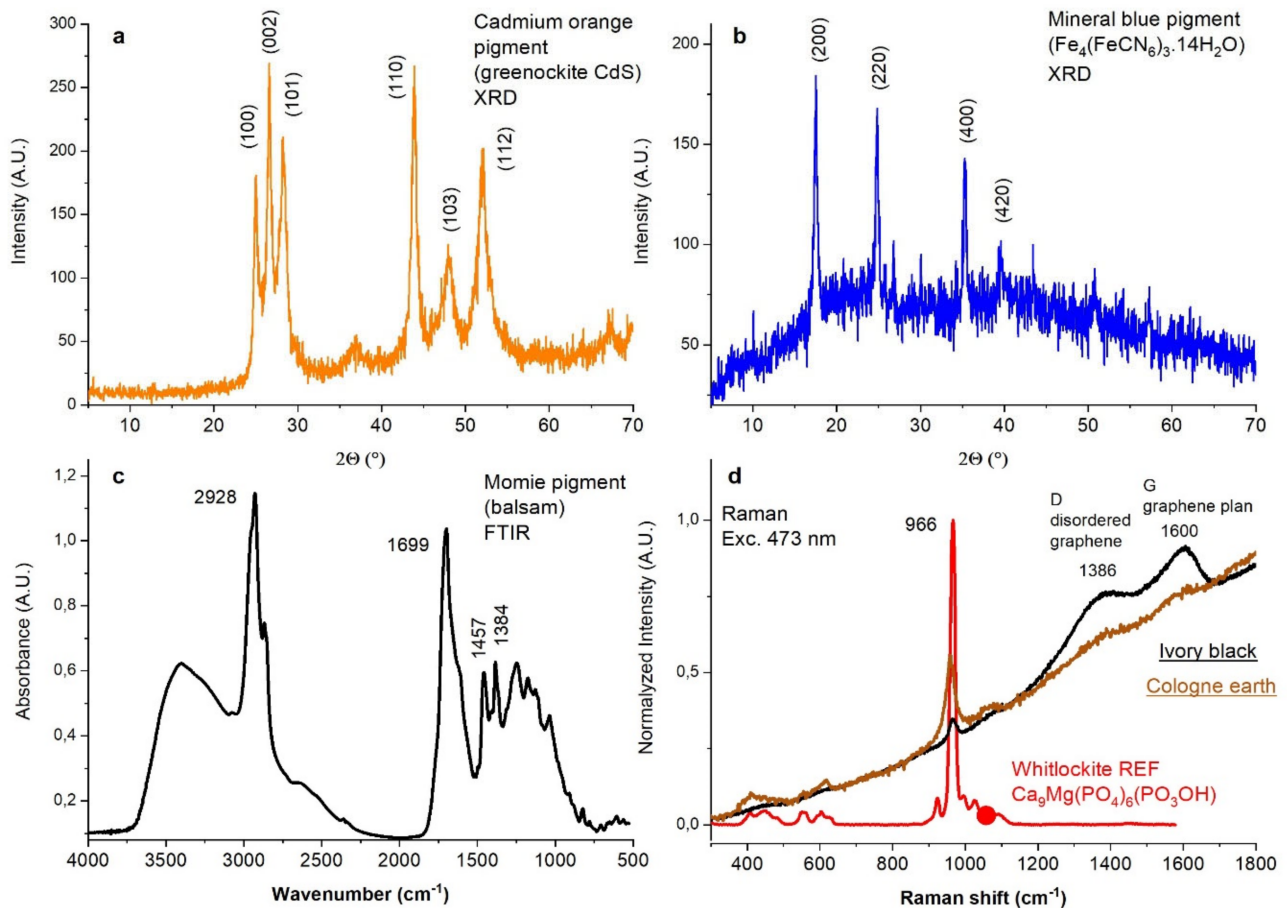 a
Cadmium orange
pigment
(greenockite CdS)
XRD
(100)
(002)
(101)
(110)
(103)
(112)
Intensity (A.U.)
300
250
200
150
100
50
0
10
20
30
40
50
60
70
2Θ (°)
b
Mineral blue pigment
(Fe₄(FeCN₆)₃.14H₂O)
XRD
(200)
(220)
(400)
(420)
Intensity (A.U.)
200
150
100
50
10
20
30
40
50
60
70
2Θ (°)
c
Momie pigment
(balsam)
FTIR
2928
1699
1457
1384
Absorbance (A.U.)
1,2
1,0
0,8
0,6
0,4
0,2
4000
3500
3000
2500
2000
1500
1000
500
Wavenumber (cm⁻¹)
d
Raman
Exc. 473 nm
966
D
disordered
graphene
1386
G
graphene plan
1600
Ivory black
Cologne earth
Whitlockite REF
Ca₉Mg(PO₄)₆(PO₃OH)
Normalized Intensity (A.U.)
1,0
0,5
0,0
400
600
800
1000
1200
1400
1600
1800
Raman shift (cm⁻¹)